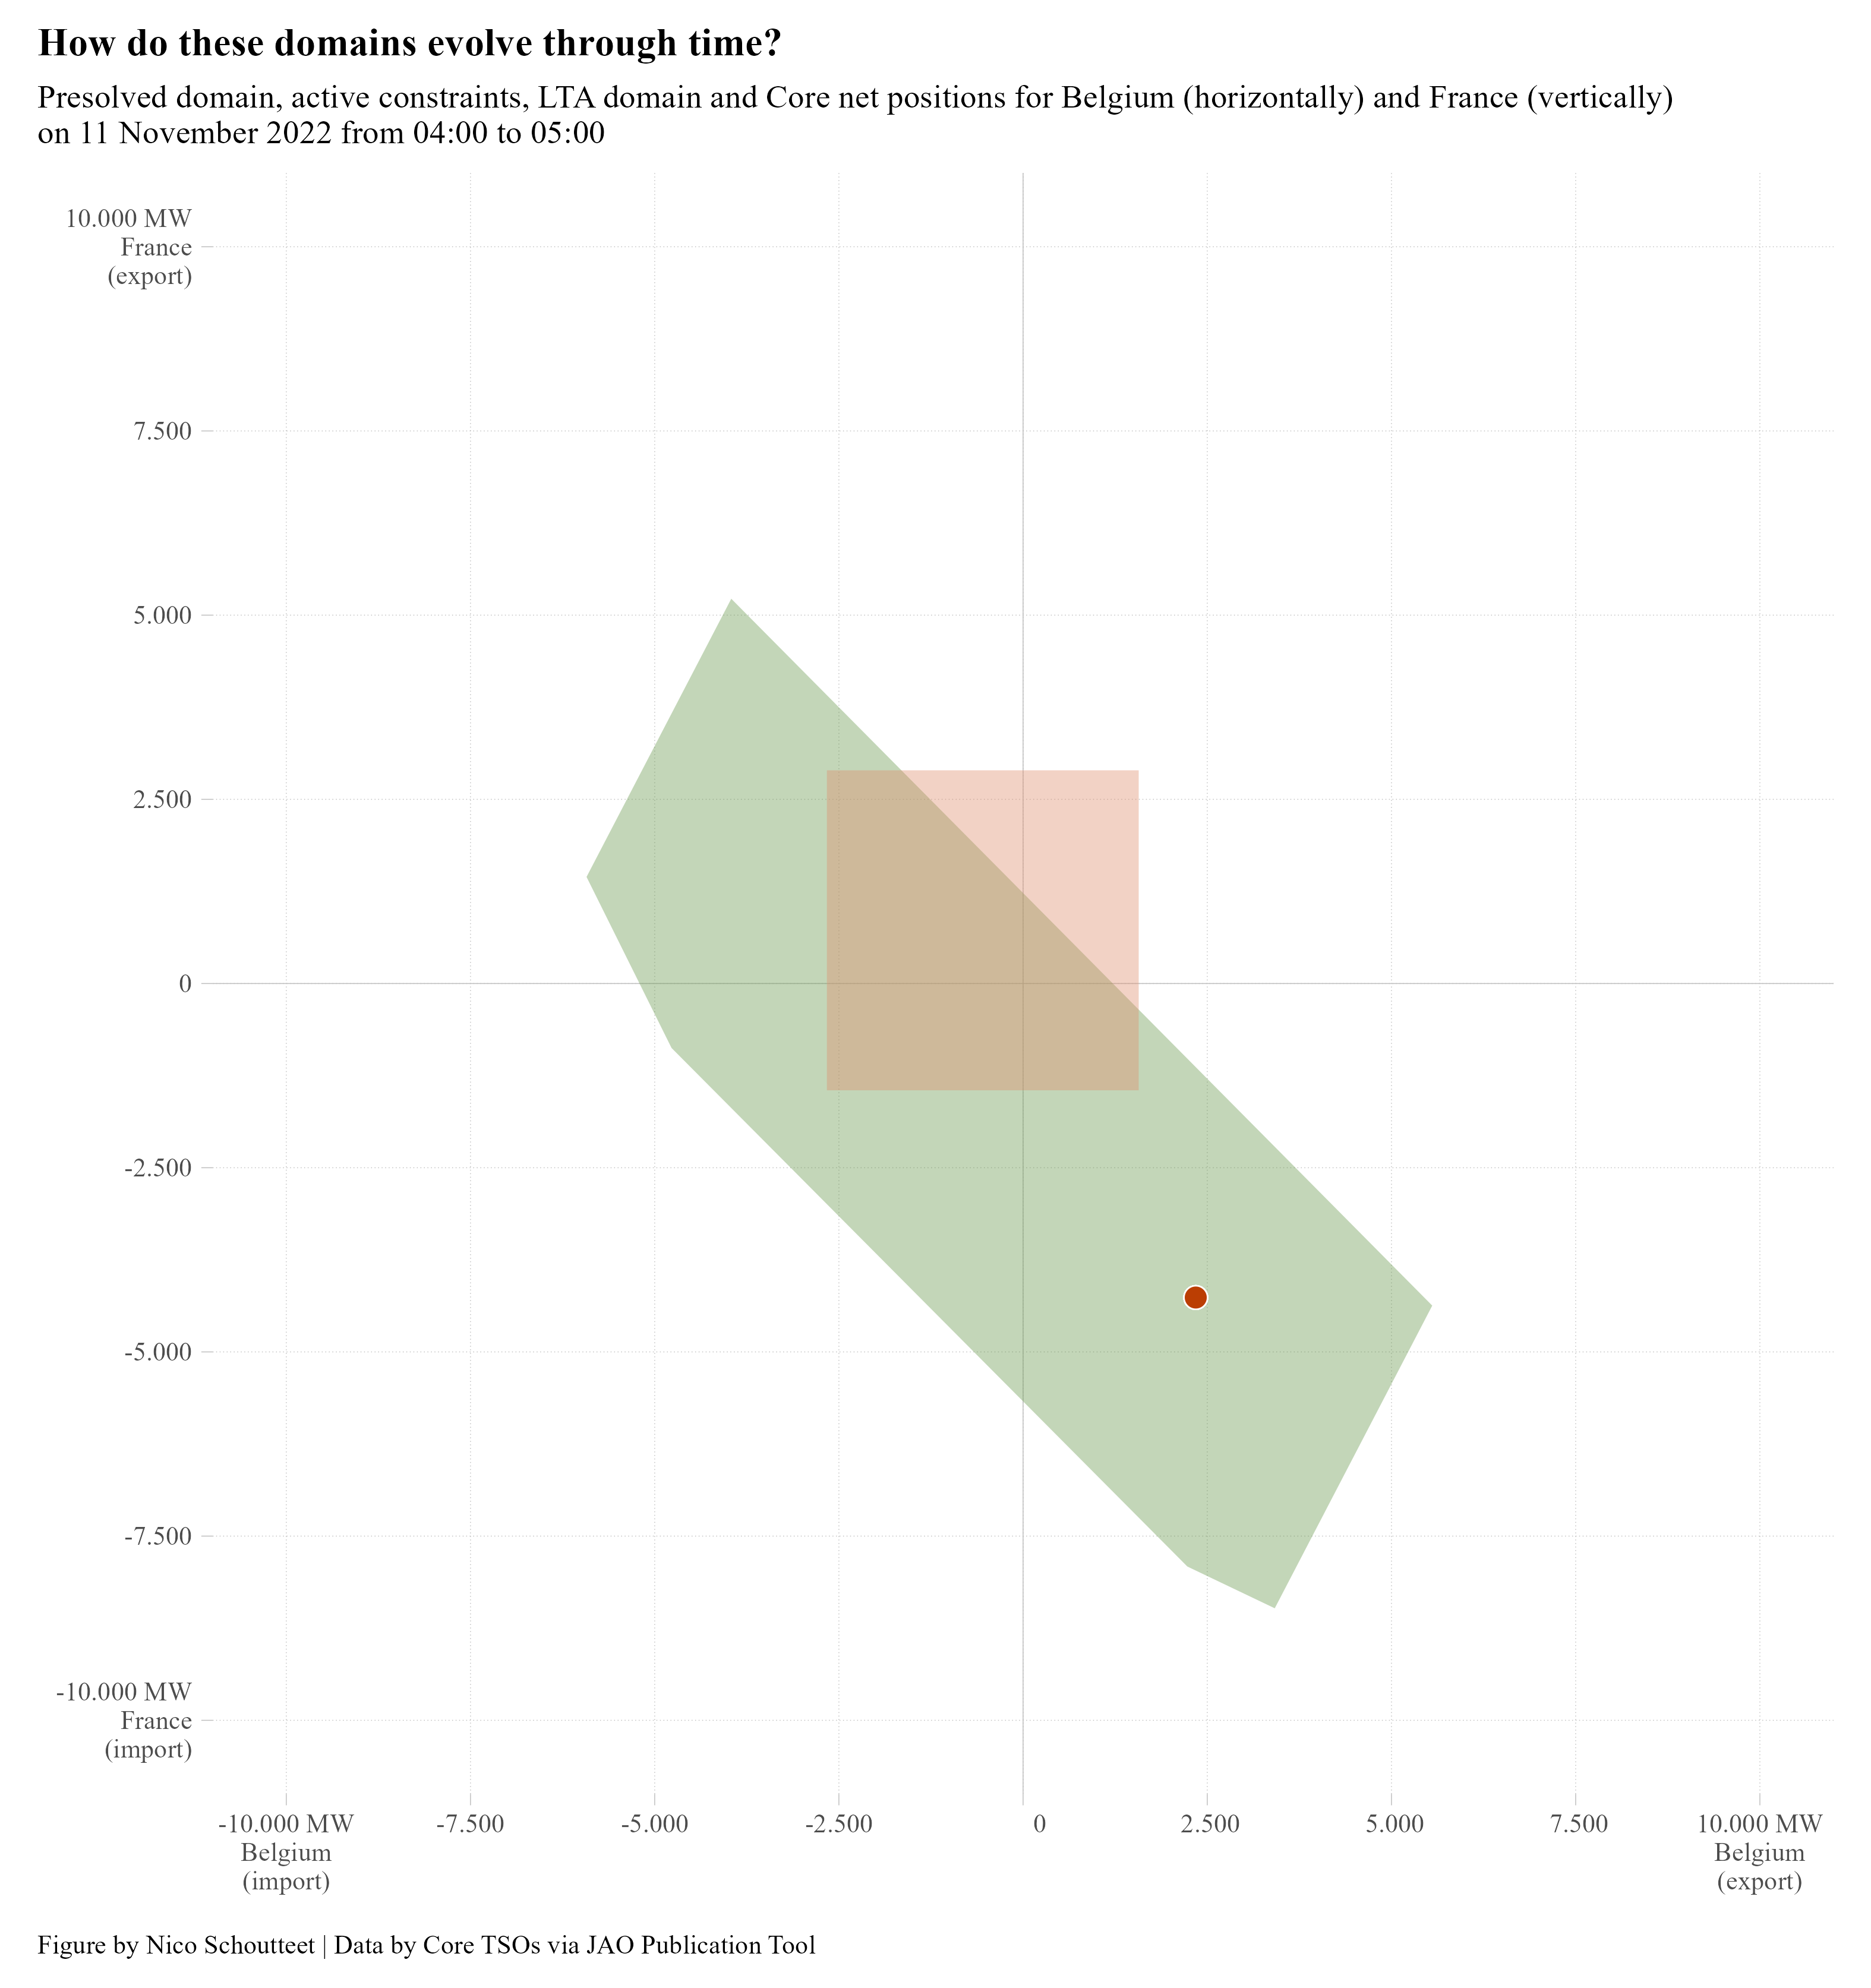 How do these domains evolve through time?
Presolved domain, active constraints, LTA domain and Core net positions for Belgium (horizontally) and France (vertically)
on 11 November 2022 from 04:00 to 05:00
10.000 MW
France
(export)
7.500
5.000
2.500
0
-2.500
-5.000
-7.500
-10.000 MW
France
(import)
-10.000 MW
Belgium
(import)
-7.500
-5.000
-2.500
0
2.500
5.000
7.500
10.000 MW
Belgium
(export)
Figure by Nico Schoutteet | Data by Core TSOs via JAO Publication Tool